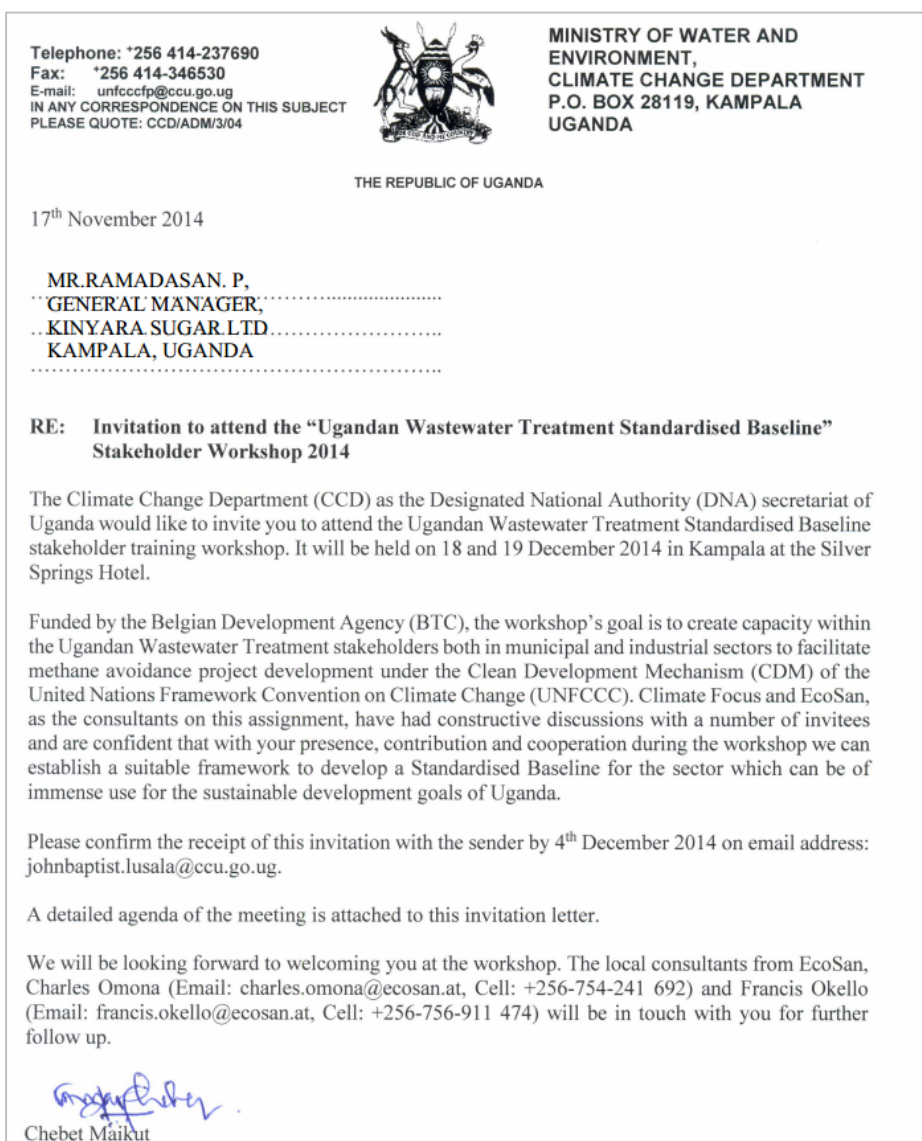 Telephone: +256 414-237690
Fax: +256 414-346530
E-mail: unfcccfp@ccu.go.ug
IN ANY CORRESPONDENCE ON THIS SUBJECT
PLEASE QUOTE: CCD/ADM/3/04
FOR GOD AND MY COUNTRY
MINISTRY OF WATER AND
ENVIRONMENT,
CLIMATE CHANGE DEPARTMENT
P.O. BOX 28119, KAMPALA
UGANDA
THE REPUBLIC OF UGANDA
17th November 2014
MR.RAMADASAN. P,
GENERAL MANAGER,
KINYARA SUGAR LTD
KAMPALA, UGANDA
RE: Invitation to attend the “Ugandan Wastewater Treatment Standardised Baseline”
Stakeholder Workshop 2014
The Climate Change Department (CCD) as the Designated National Authority (DNA) secretariat of
Uganda would like to invite you to attend the Ugandan Wastewater Treatment Standardised Baseline
stakeholder training workshop. It will be held on 18 and 19 December 2014 in Kampala at the Silver
Springs Hotel.
Funded by the Belgian Development Agency (BTC), the workshop’s goal is to create capacity within
the Ugandan Wastewater Treatment stakeholders both in municipal and industrial sectors to facilitate
methane avoidance project development under the Clean Development Mechanism (CDM) of the
United Nations Framework Convention on Climate Change (UNFCCC). Climate Focus and EcoSan,
as the consultants on this assignment, have had constructive discussions with a number of invitees
and are confident that with your presence, contribution and cooperation during the workshop we can
establish a suitable framework to develop a Standardised Baseline for the sector which can be of
immense use for the sustainable development goals of Uganda.
Please confirm the receipt of this invitation with the sender by 4th December 2014 on email address:
johnbaptist.lusala@ccu.go.ug.
A detailed agenda of the meeting is attached to this invitation letter.
We will be looking forward to welcoming you at the workshop. The local consultants from EcoSan,
Charles Omona (Email: charles.omona@ecosan.at, Cell: +256-754-241 692) and Francis Okello
(Email: francis.okello@ecosan.at, Cell: +256-756-911 474) will be in touch with you for further
follow up.
Chebet Maikut